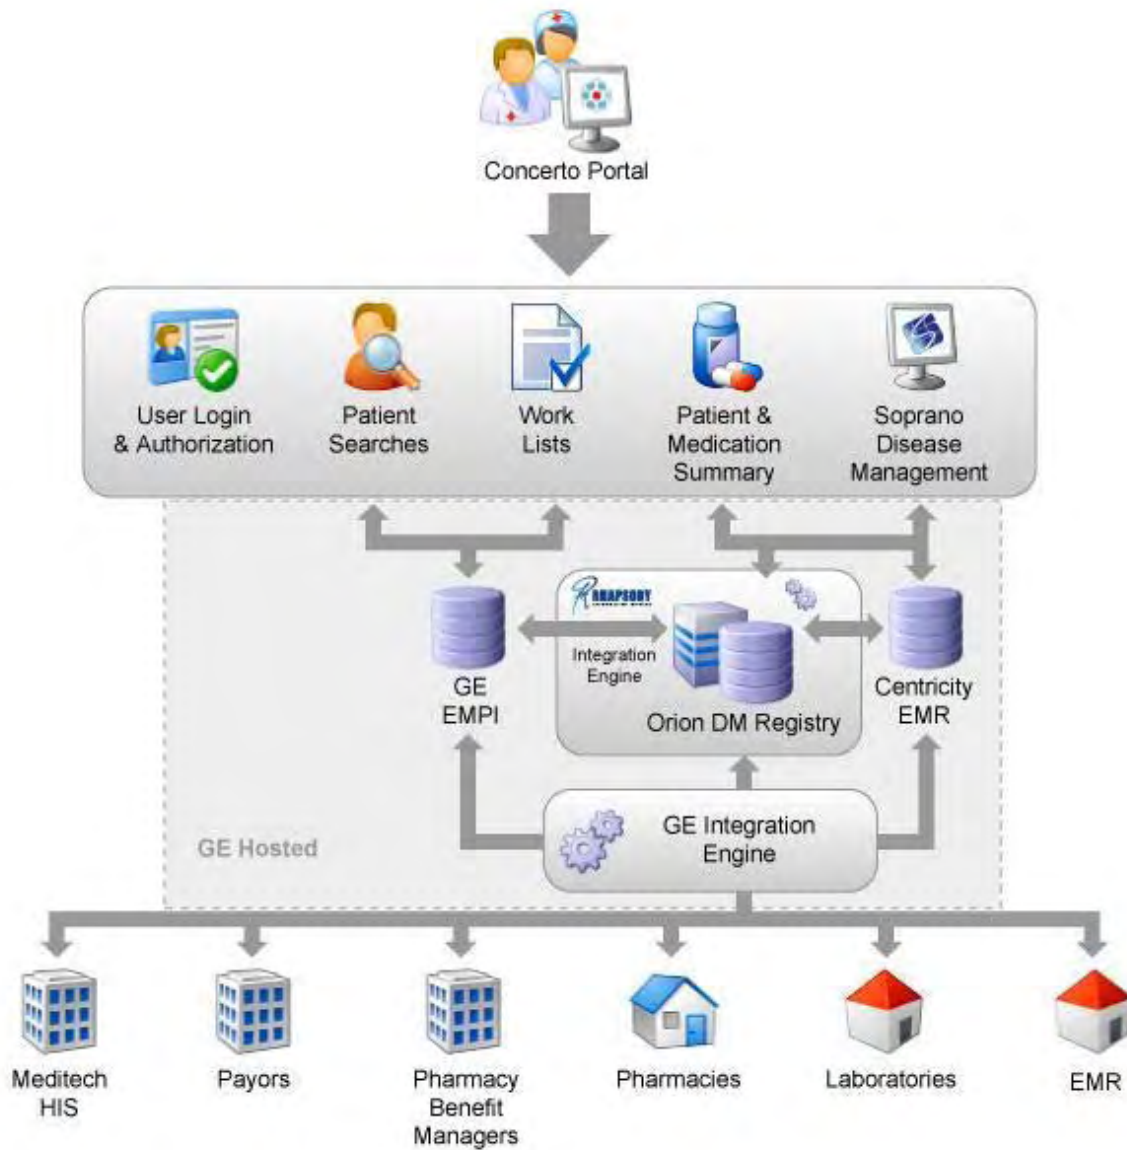 Concerto Portal
User Login
& Authorization
Patient
Searches
Work
Lists
Patient &
Medication
Summary
Soprano
Disease
Management
RHAPSODY
Integration
Engine
GE
EMPI
Orion DM Registry
Centricity
EMR
GE Integration
Engine
GE Hosted
Meditech
HIS
Payors
Pharmacy
Benefit
Managers
Pharmacies
Laboratories
EMR